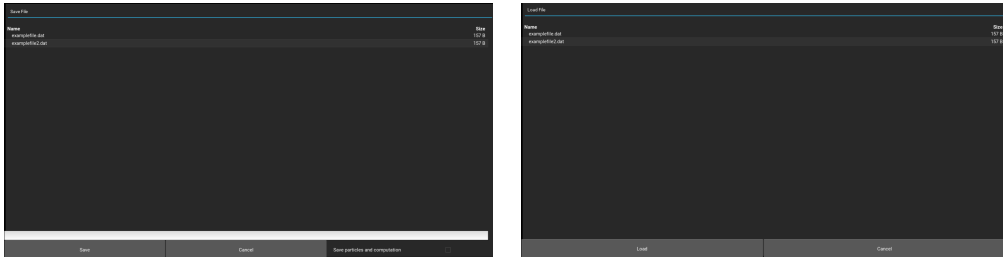 Save File
Name Size
examplefile.dat 157 B
examplefile2.dat 157 B
Save Cancel Save particles and computation
Load File
Name Size
examplefile.dat 157 B
examplefile2.dat 157 B
Load Cancel